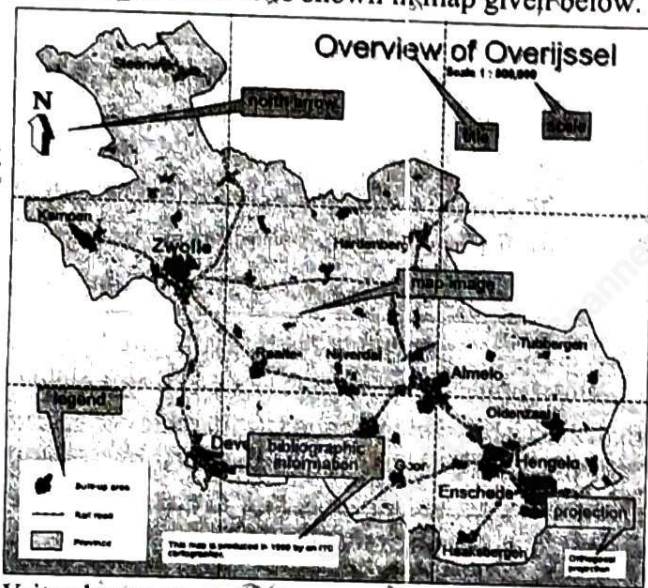 shown in map given below.
Overview of Overijssel
Scale 1 : 800,000
N
north arrow
title
scale
Kampen
Zwolle
Hardenberg
map image
Raalte
Nijverdal
Tubbergen
Almelo
legend
Oldenzaal
bibliographic
information
Goor
Hengelo
Enschede
Built-up area
Rail road
Province
projection
This map is produced in 1999 by an ITC
cartographer.
Haaksbergen
projection